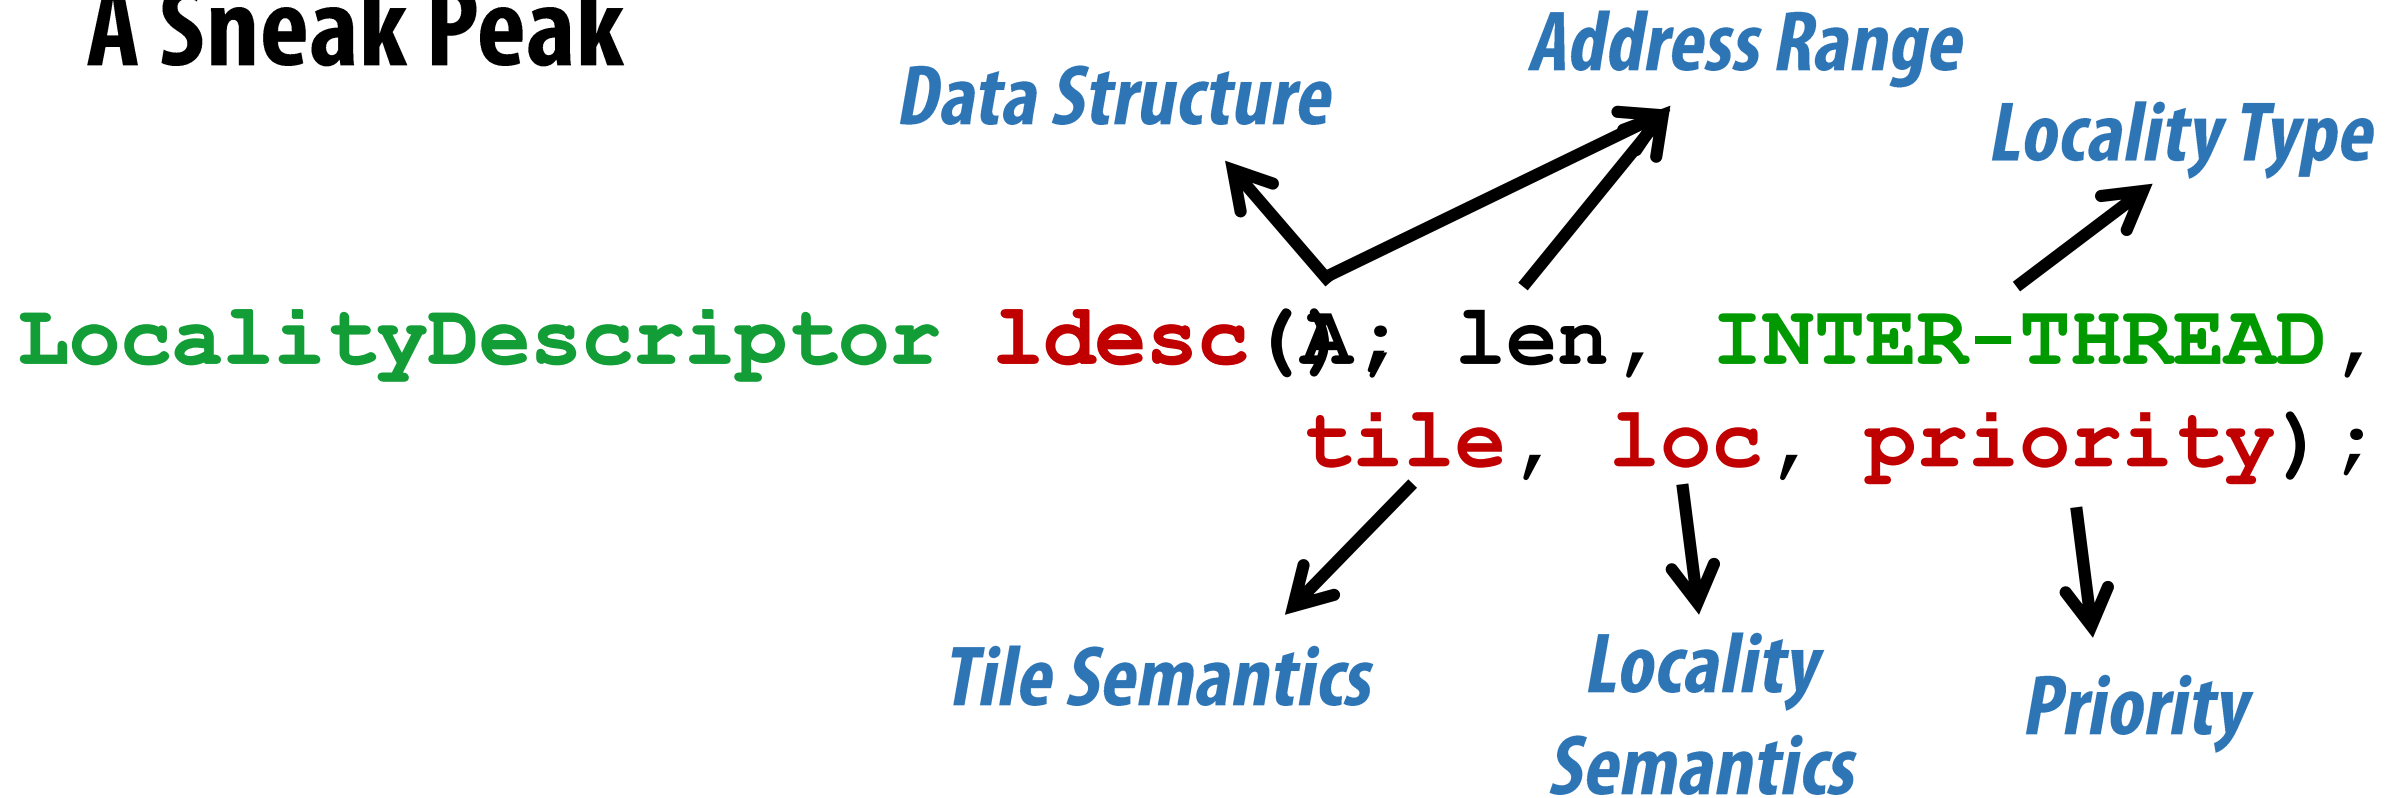 A Sneak Peak
Address Range
Data Structure
Locality Type
LocalityDescriptor ldesc(A, len, INTER-THREAD,
tile, loc, priority);
Tile Semantics
Locality
Semantics
Priority